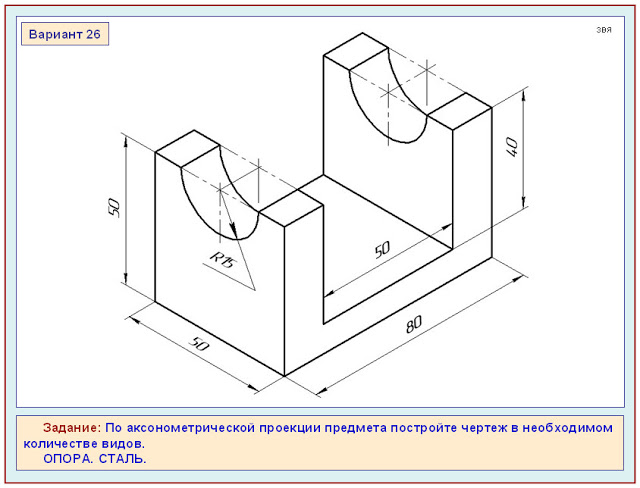 Вариант 26
ЗВЯ
50
R15
50
50
80
40
Задание: По аксонометрической проекции предмета постройте чертеж в необходимом
количестве видов.
ОПОРА. СТАЛЬ.